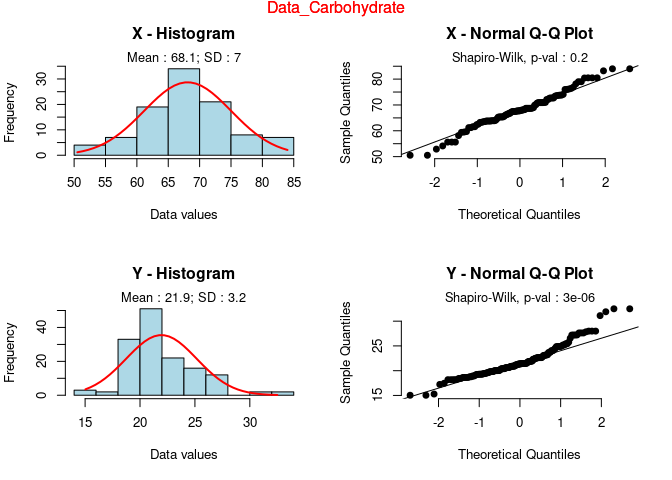 Data_Carbohydrate
X - Histogram
Mean : 68.1; SD : 7
Frequency
0 10 20 30
50 55 60 65 70 75 80 85
Data values
X - Normal Q-Q Plot
Shapiro-Wilk, p-val : 0.2
Sample Quantiles
50 60 70 80
-2 -1 0 1 2
Theoretical Quantiles
Y - Histogram
Mean : 21.9; SD : 3.2
Frequency
0 20 40
15 20 25 30
Data values
Y - Normal Q-Q Plot
Shapiro-Wilk, p-val : 3e-06
Sample Quantiles
15 25
-2 -1 0 1 2
Theoretical Quantiles